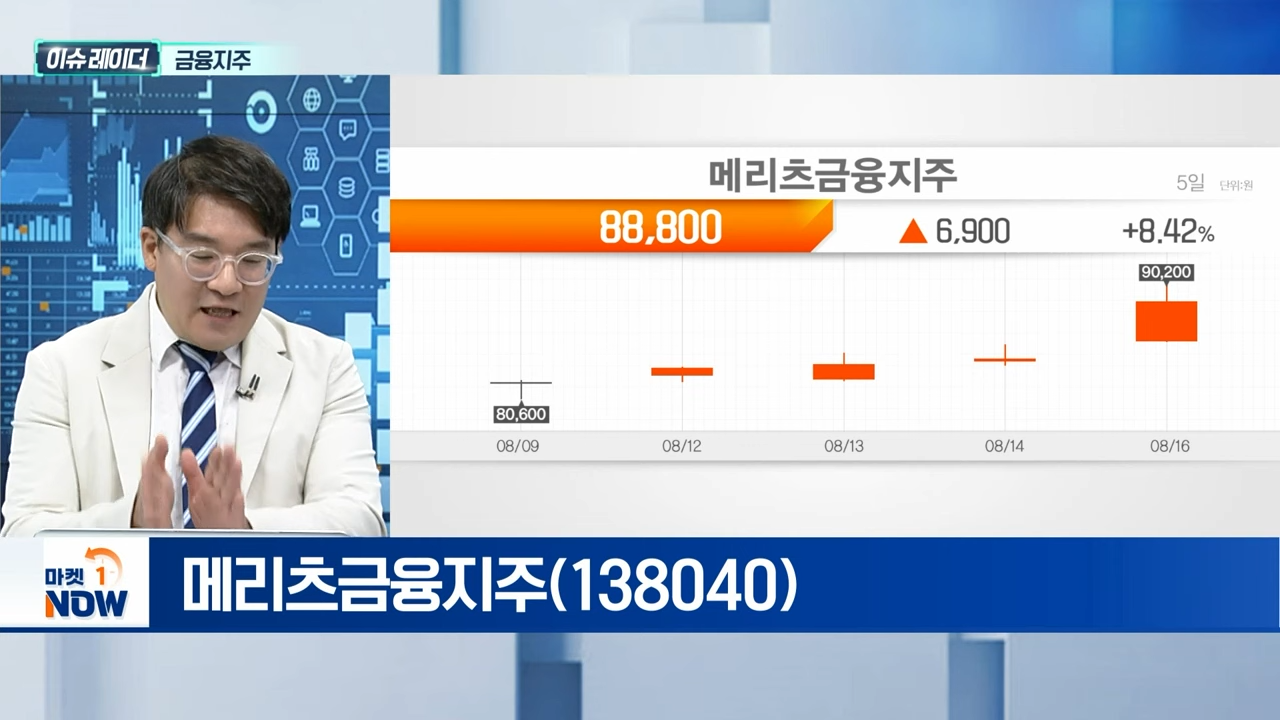 이슈 레이더 금융지주
메리츠금융지주
5일 단위:원
88,800 ▲ 6,900 +8.42%
90,200
80,600
08/09 08/12 08/13 08/14 08/16
마켓 1
NOW
메리츠금융지주(138040)